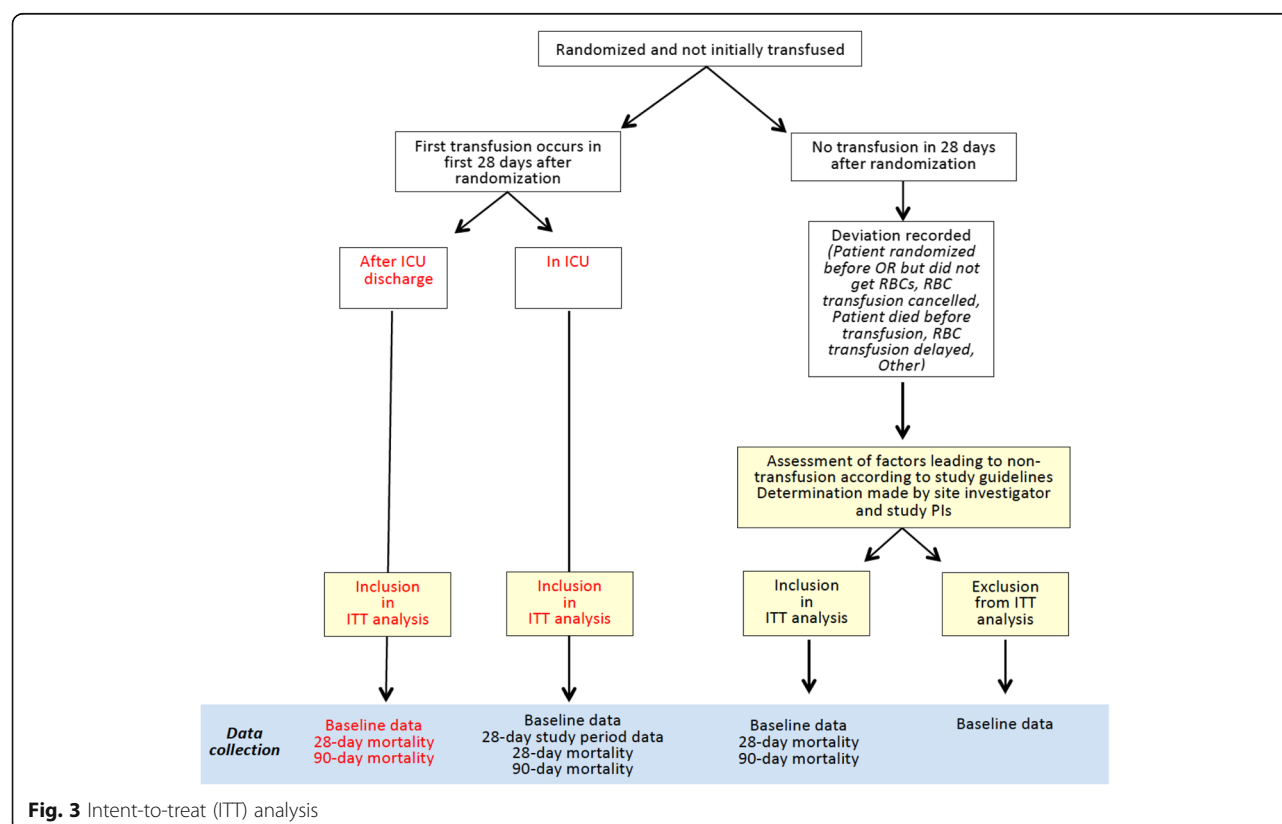 Randomized and not initially transfused
First transfusion occurs in
first 28 days after
randomization
No transfusion in 28 days
after randomization
After ICU
discharge
In ICU
Deviation recorded
(Patient randomized
before OR but did not
get RBCs, RBC
transfusion cancelled,
Patient died before
transfusion, RBC
transfusion delayed,
Other)
Assessment of factors leading to non-
transfusion according to study guidelines
Determination made by site investigator
and study PIs
Inclusion
in
ITT analysis
Inclusion
in
ITT analysis
Inclusion
in
ITT analysis
Exclusion
from ITT
analysis
Data
collection
Baseline data
28-day mortality
90-day mortality
Baseline data
28-day study period data
28-day mortality
90-day mortality
Baseline data
28-day mortality
90-day mortality
Baseline data
Fig. 3 Intent-to-treat (ITT) analysis